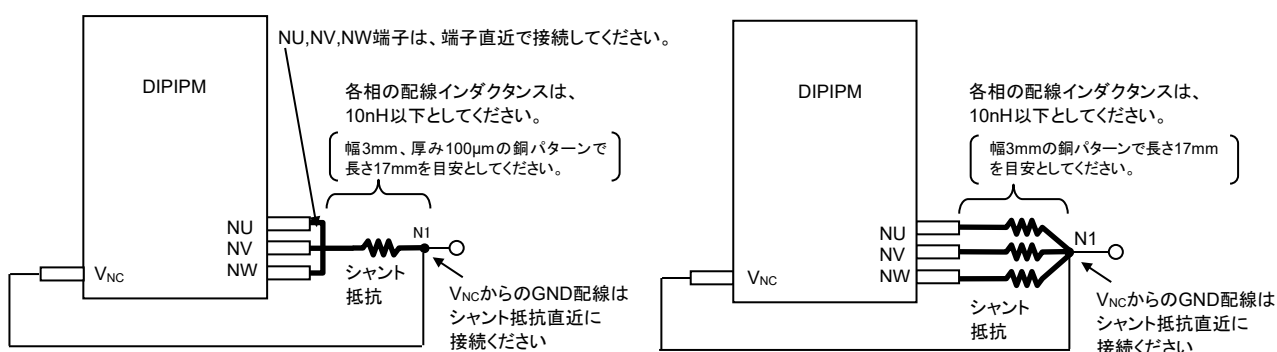 NU,NV,NW端子は、端子直近で接続してください。
DIPIPM
各相の配線インダクタンスは、
10nH以下としてください。
幅3mm、厚み100μmの銅パターンで
長さ17mmを目安としてください。
NU
NV
NW
N1
VNC
シャント
抵抗
VNCからのGND配線は
シャント抵抗直近に
接続ください
DIPIPM
各相の配線インダクタンスは、
10nH以下としてください。
幅3mmの銅パターンで長さ17mm
を目安としてください。
NU
NV
NW
N1
VNC
シャント
抵抗
VNCからのGND配線は
シャント抵抗直近に
接続ください